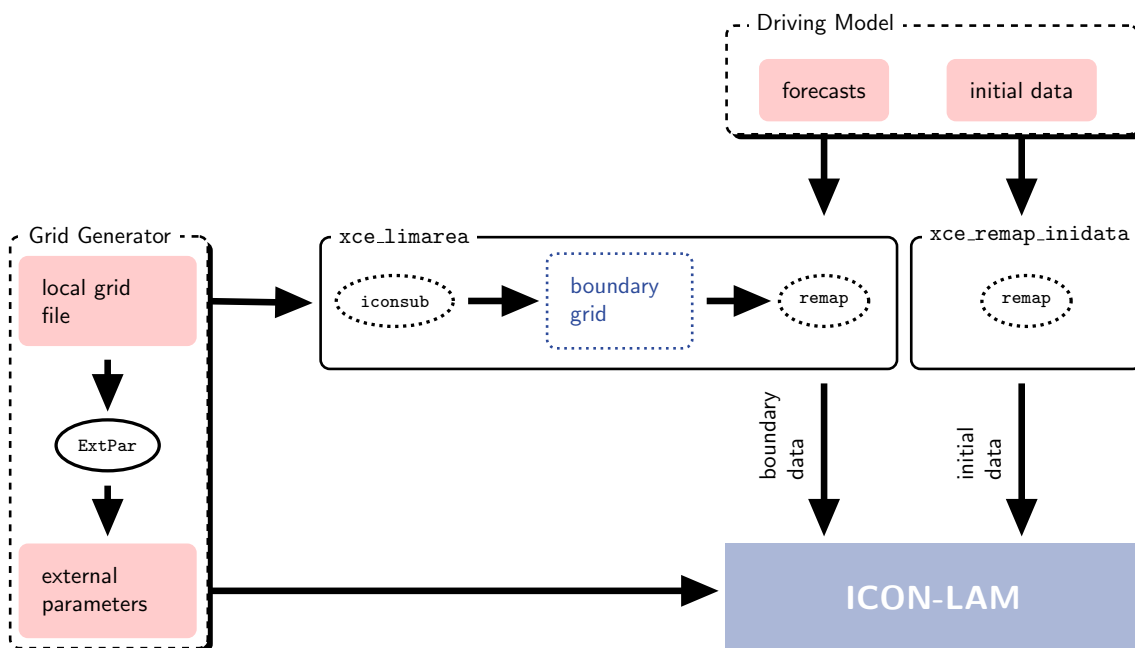 Driving Model
forecasts
initial data
Grid Generator
local grid
file
ExtPar
external
parameters
xce_limarea
iconsub
boundary
grid
remap
xce_remap_inidata
remap
boundary
data
initial
data
ICON-LAM